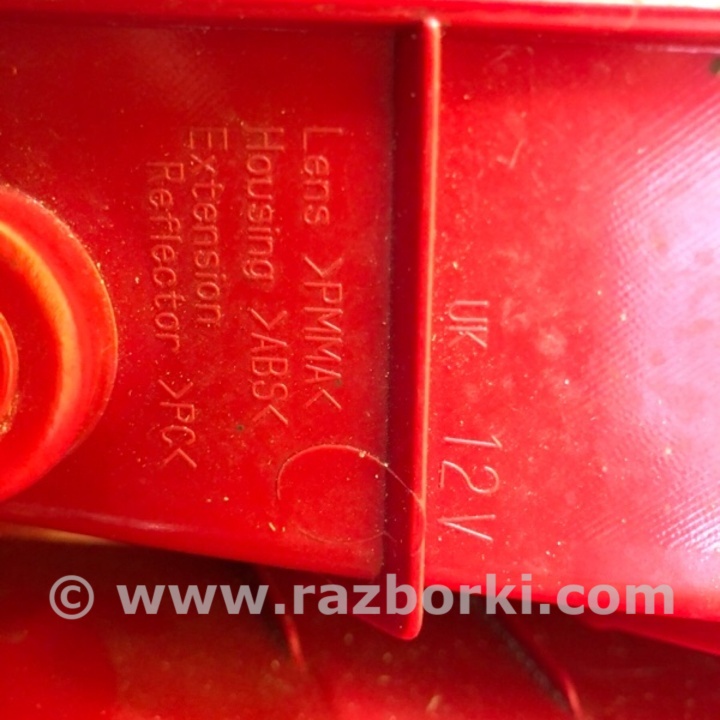 Lens >PMMA<
Housing >ABS<
Extension
Reflector >PC<
UK 12V
© www.razborki.com